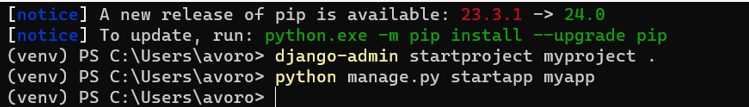 [notice] A new release of pip is available: 23.3.1 -> 24.0
[notice] To update, run: python.exe -m pip install --upgrade pip
(venv) PS C:\Users\avoro> django-admin startproject myproject .
(venv) PS C:\Users\avoro> python manage.py startapp myapp
(venv) PS C:\Users\avoro>